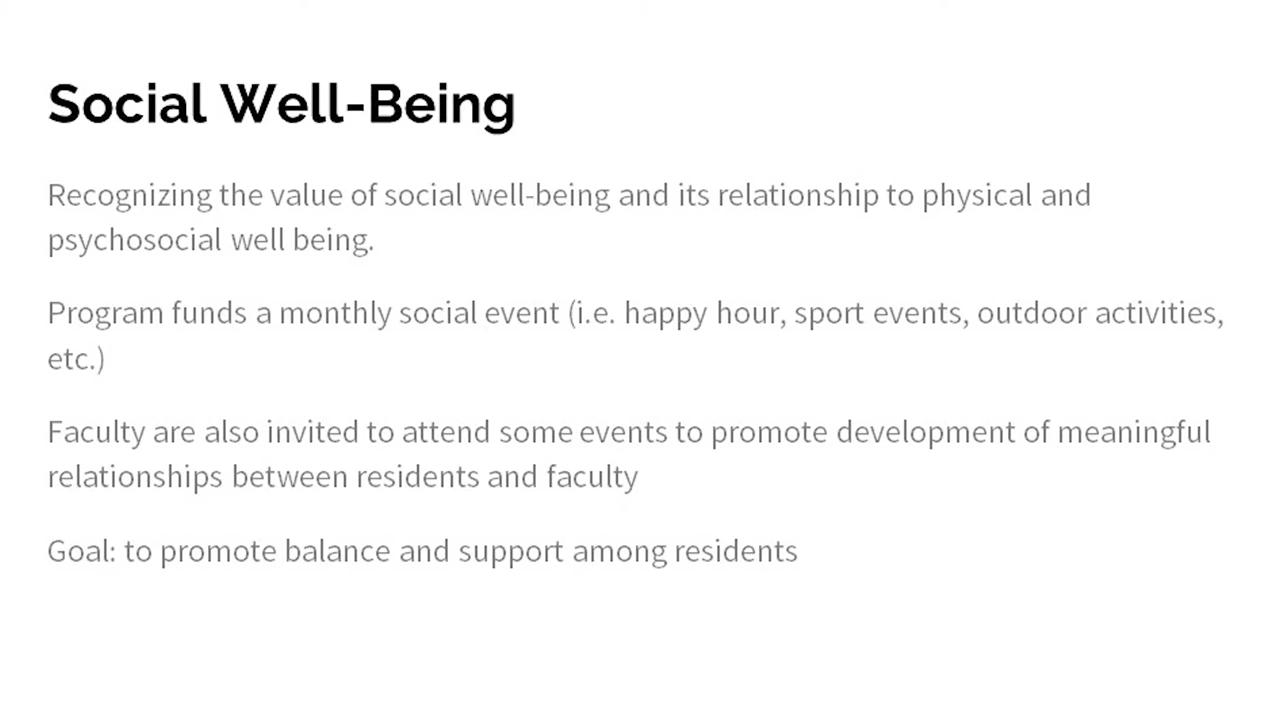 Social Well-Being
Recognizing the value of social well-being and its relationship to physical and
psychosocial well being.
Program funds a monthly social event (i.e. happy hour, sport events, outdoor activities,
etc.)
Faculty are also invited to attend some events to promote development of meaningful
relationships between residents and faculty
Goal: to promote balance and support among residents